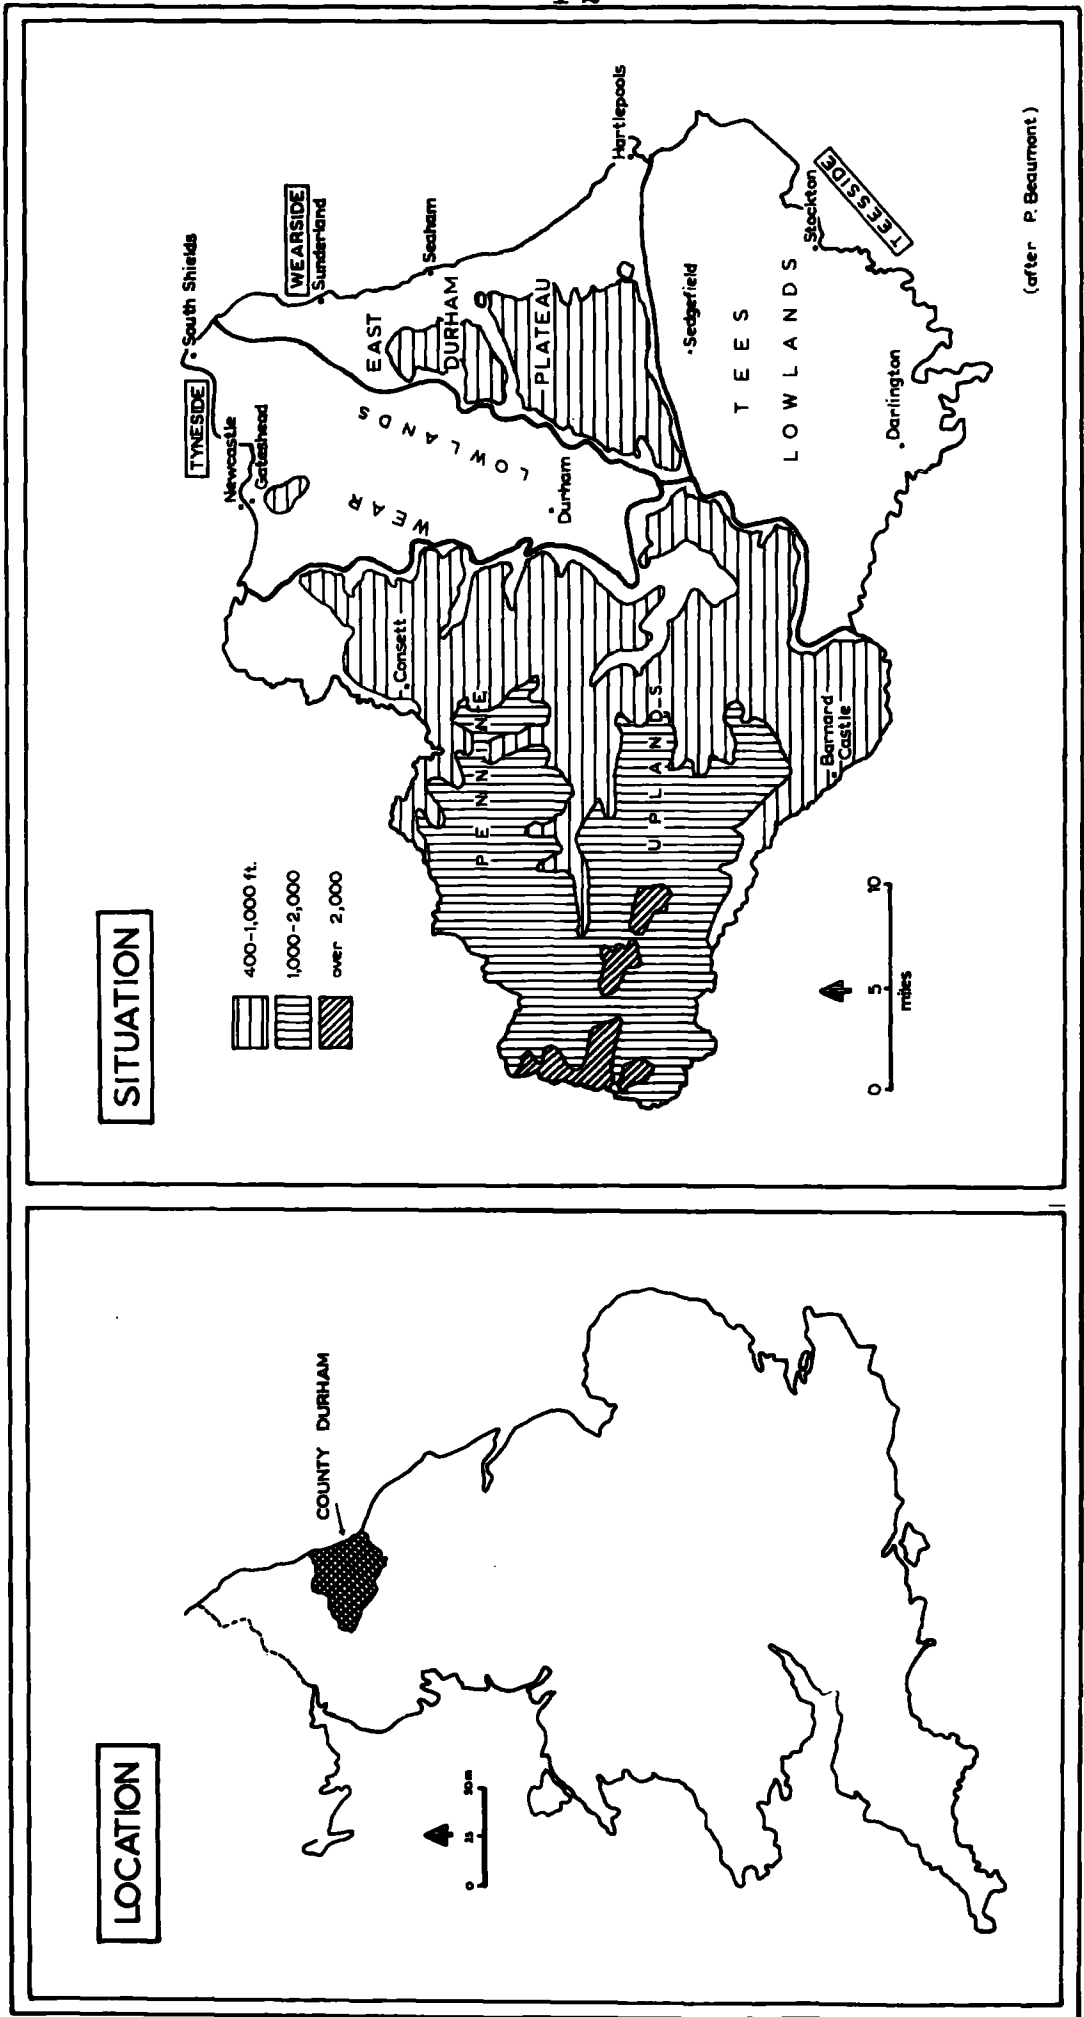 LOCATION
COUNTY DURHAM
0 25 50m
SITUATION
400-1,000 ft.
1,000-2,000
over 2,000
TYNESIDE
South Shields
Newcastle
Gateshead
WEARSIDE
Sunderland
Seaham
Consett
WEAR
LOWLANDS
EAST
DURHAM
PLATEAU
Durham
Hartlepools
PENNINE
UPLANDS
Sedgefield
TEES
LOWLANDS
Stockton
TEESSIDE
Barnard
Castle
Darlington
0 5 10
miles
(after P. Beaumont)